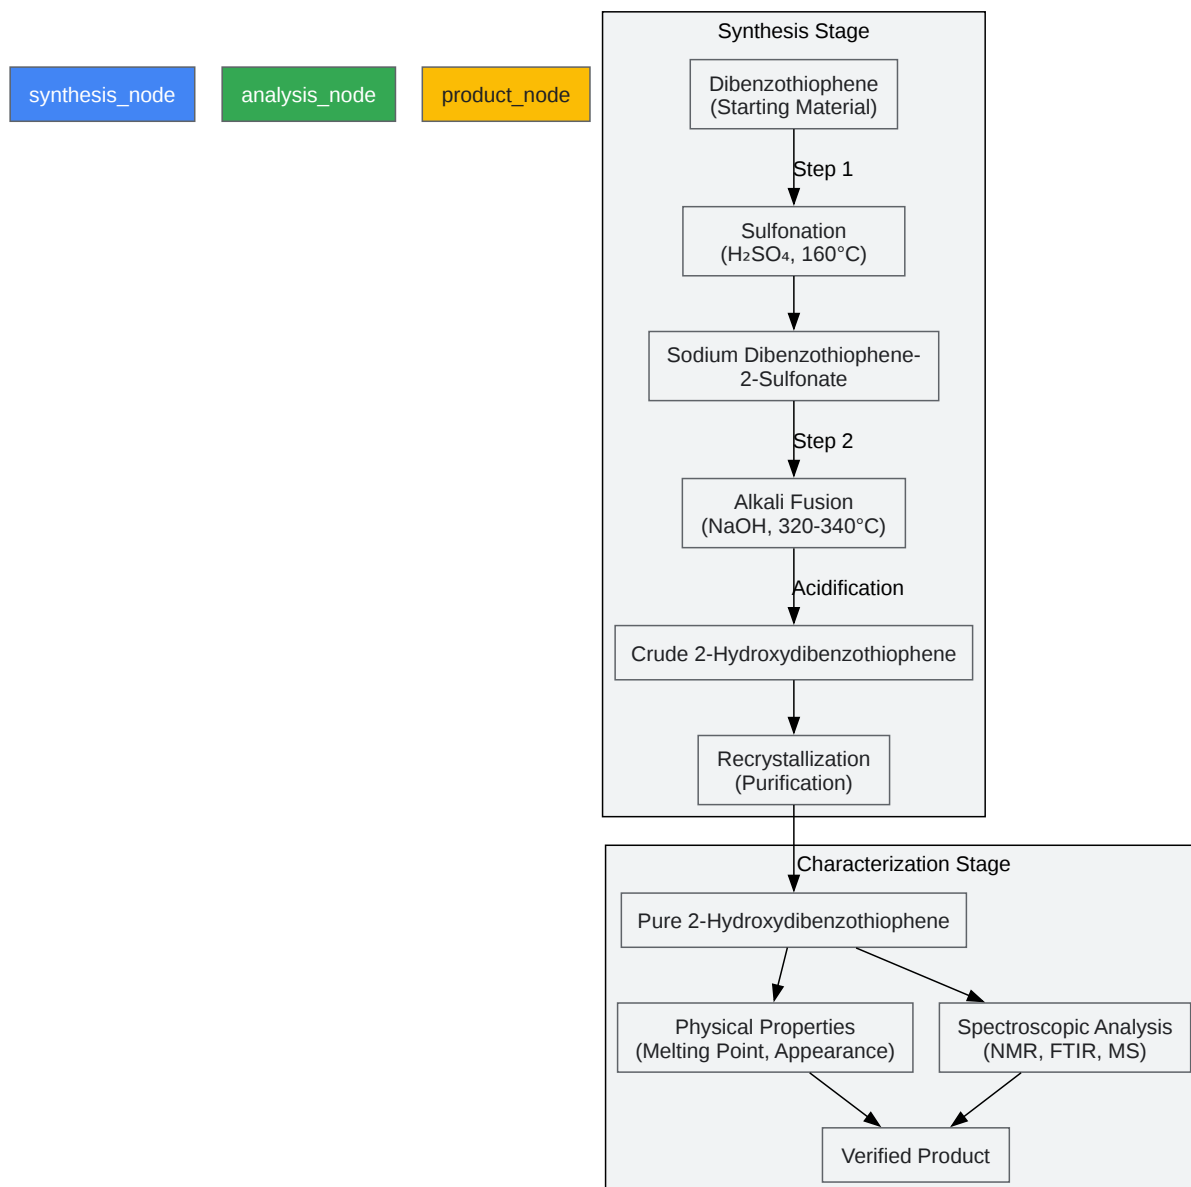 synthesis_node
analysis_node
product_node
Synthesis Stage
Dibenzothiophene
(Starting Material)
Step 1
Sulfonation
(H₂SO₄, 160°C)
Sodium Dibenzothiophene-
2-Sulfonate
Step 2
Alkali Fusion
(NaOH, 320-340°C)
Acidification
Crude 2-Hydroxydibenzothiophene
Recrystallization
(Purification)
Characterization Stage
Pure 2-Hydroxydibenzothiophene
Physical Properties
(Melting Point, Appearance)
Spectroscopic Analysis
(NMR, FTIR, MS)
Verified Product